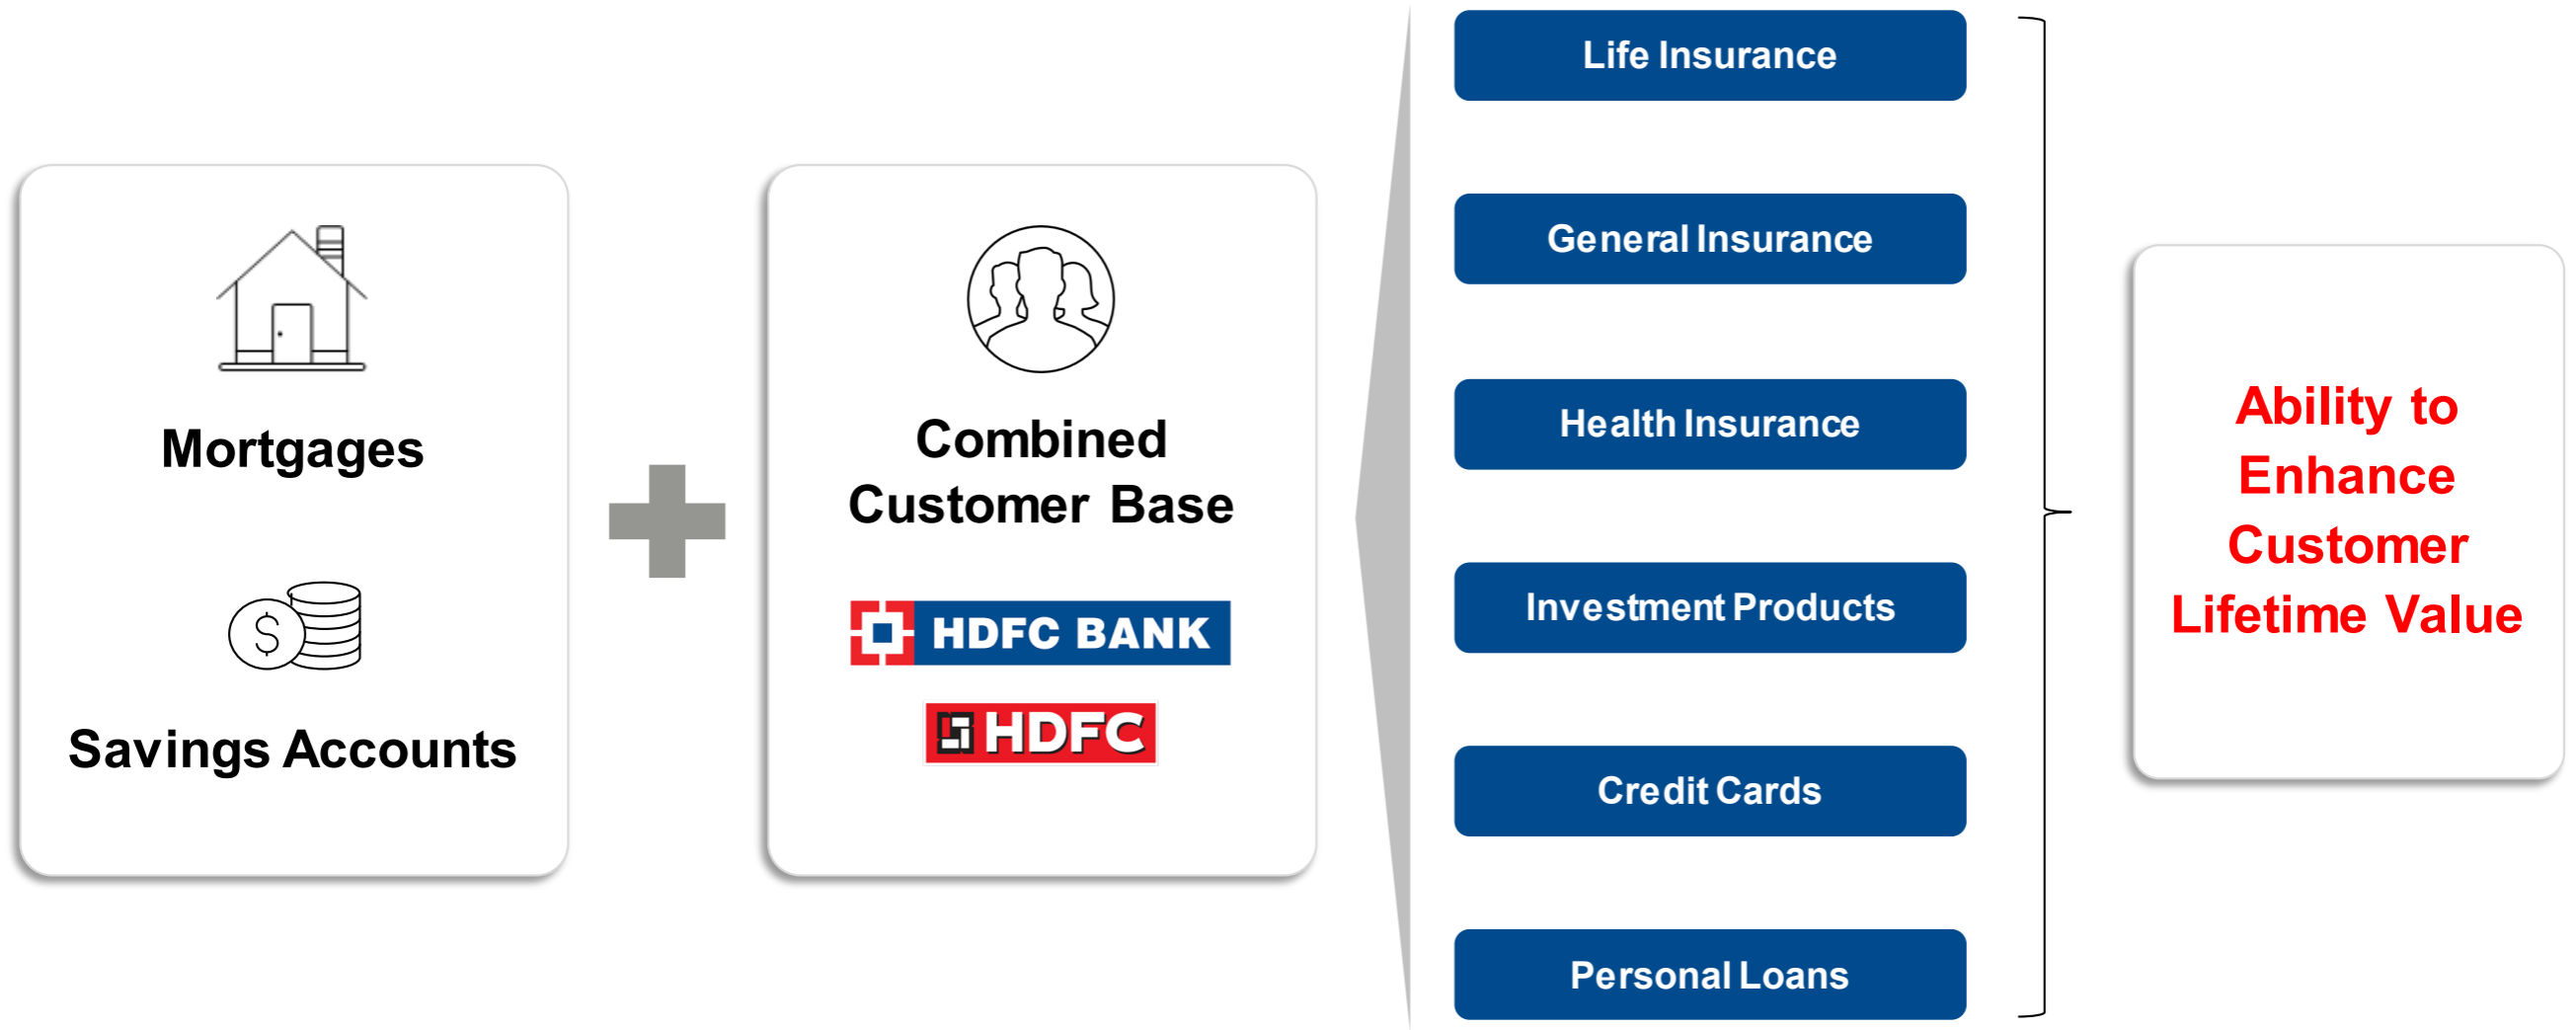 Mortgages
$
Savings Accounts
Combined
Customer Base
HDFC BANK
HDFC
Life Insurance
General Insurance
Health Insurance
Investment Products
Credit Cards
Personal Loans
Ability to
Enhance
Customer
Lifetime Value